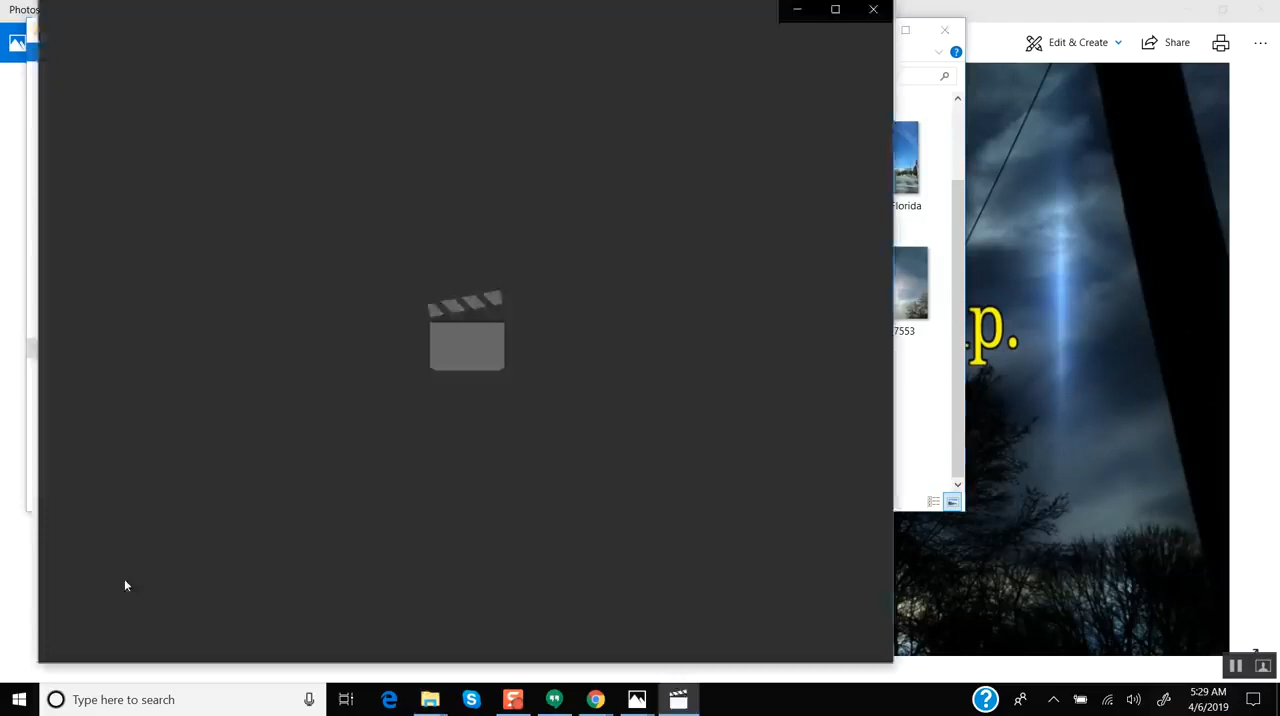 Photos
Edit & Create
Share
Florida
7553
p.
Type here to search
5:29 AM
4/6/2019